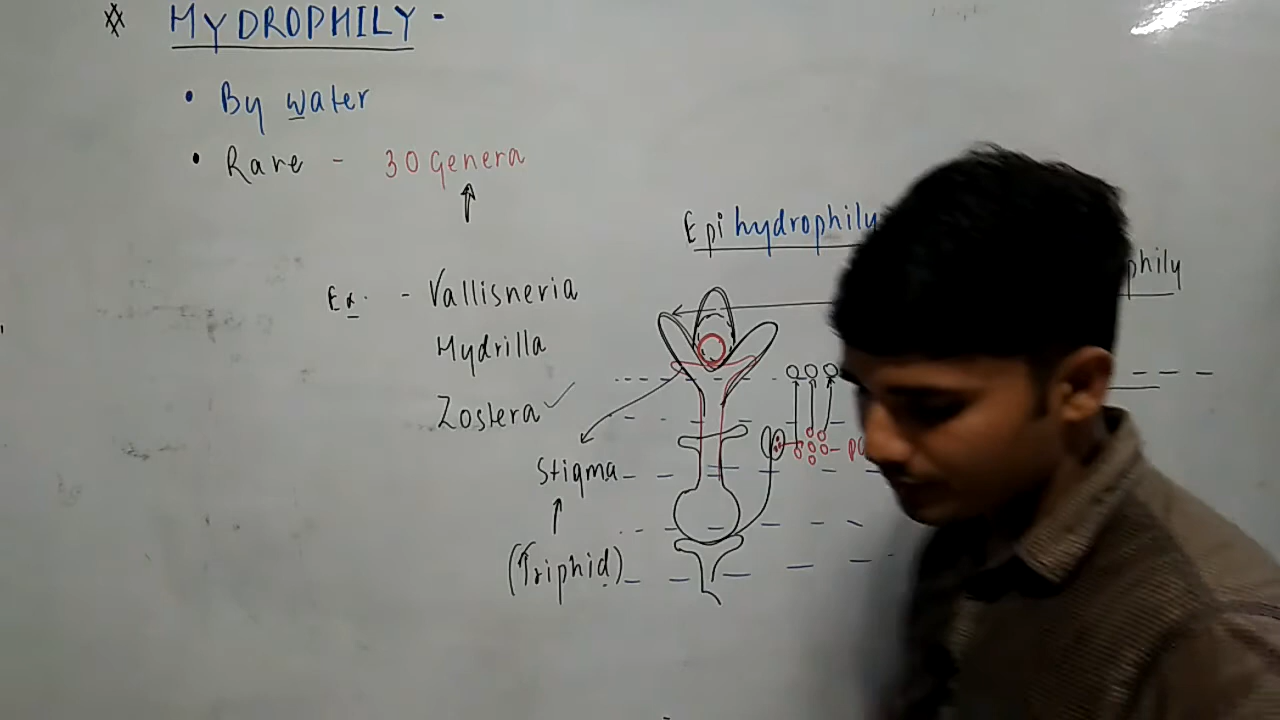 HYDROPHILY -
• By water
• Rare - 30 Genera
Epihydrophily
phily
Ex. - Vallisneria
Hydrilla
Zostera ✓
Stigma
(Triphid)